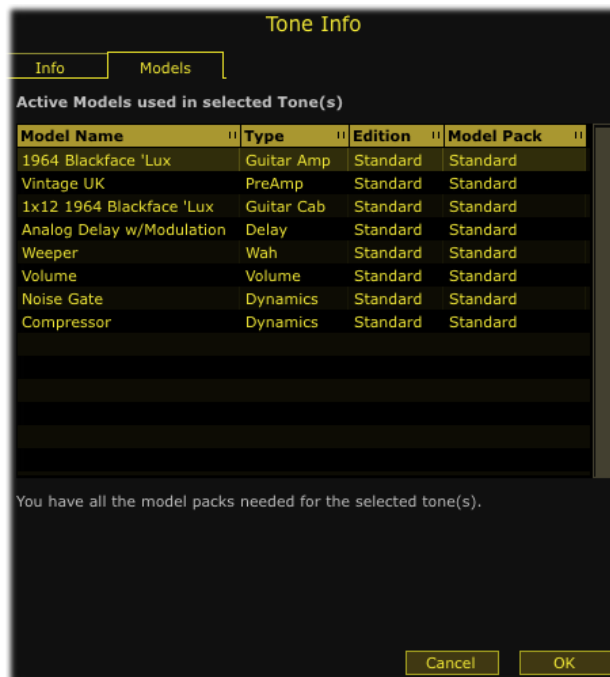 Tone Info
Info Models
Active Models used in selected Tone(s)
Model Name Type Edition Model Pack
1964 Blackface 'Lux Guitar Amp Standard Standard
Vintage UK PreAmp Standard Standard
1x12 1964 Blackface 'Lux Guitar Cab Standard Standard
Analog Delay w/Modulation Delay Standard Standard
Weeper Wah Standard Standard
Volume Volume Standard Standard
Noise Gate Dynamics Standard Standard
Compressor Dynamics Standard Standard
You have all the model packs needed for the selected tone(s).
Cancel OK